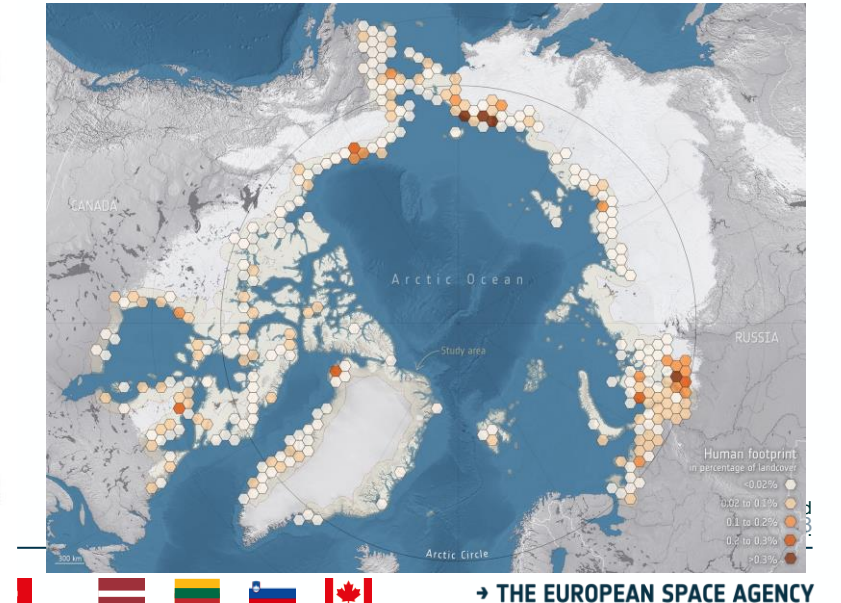 CANADA
Arctic Ocean
Study area
RUSSIA
Human footprint
in percentage of landcover
<0.02%
0.02 to 0.1%
0.1 to 0.2%
0.2 to 0.3%
>0.3%
300 km
Arctic Circle
→ THE EUROPEAN SPACE AGENCY